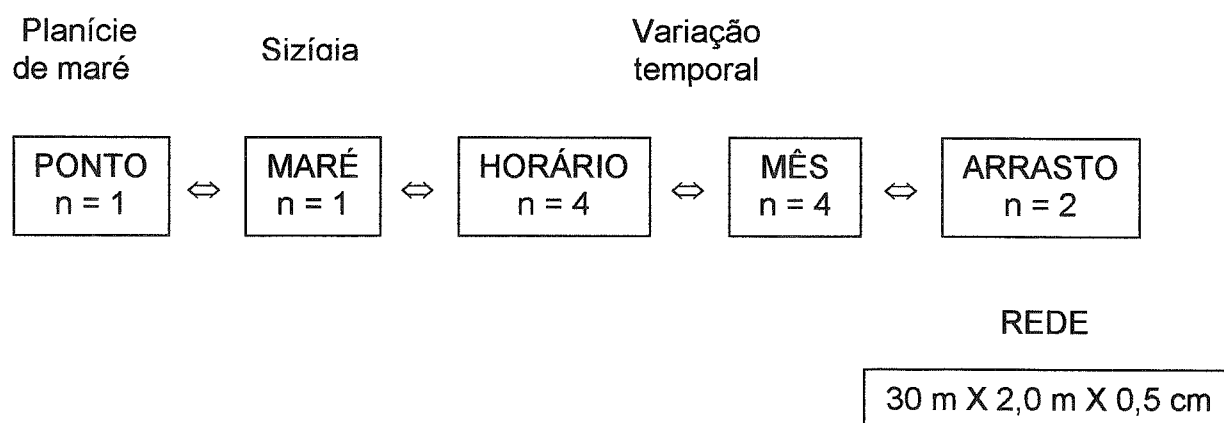 Planície
de maré
Sizígia
Variação
temporal
PONTO
n = 1
⇔
MARÉ
n = 1
⇔
HORÁRIO
n = 4
⇔
MÊS
n = 4
⇔
ARRASTO
n = 2
REDE
30 m X 2,0 m X 0,5 cm